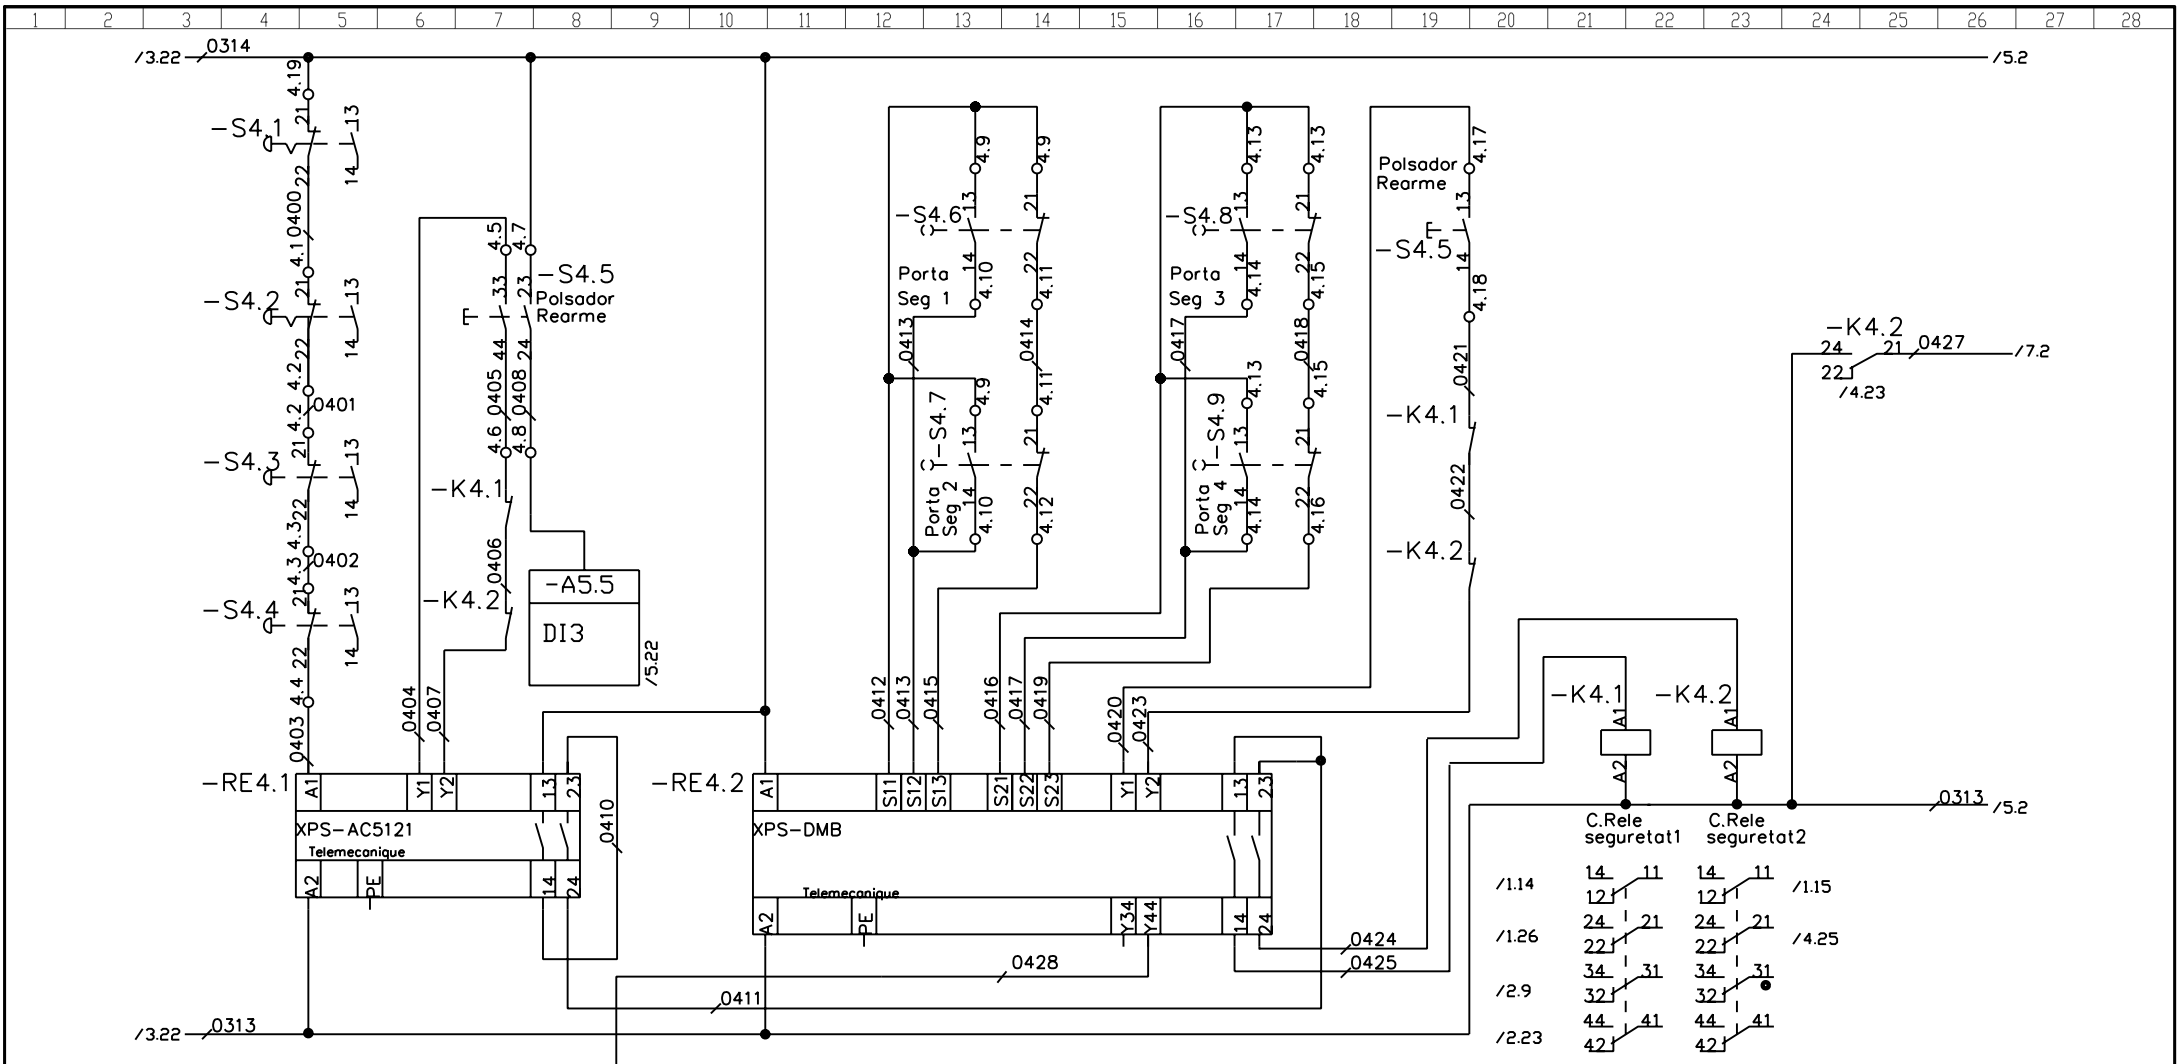 1 2 3 4 5 6 7 8 9 10 11 12 13 14 15 16 17 18 19 20 21 22 23 24 25 26 27 28
/3.22 0314 /5.2
4.19
21 13
-S4.1
22 14
0400
4.1
21 13
-S4.2
22 14
4.2
0401
4.2
21 13
-S4.3
22 14
4.3
0402
4.3
21 13
-S4.4
22 14
4.4
0403
4.5 4.7
33 23
-S4.5
Polsador
Rearme
44 24
0405 0408
4.6 4.8
-K4.1
0406
-K4.2
-A5.5
DI3
/5.22
0404 0407
-RE4.1
A1 Y1 Y2 13 23
XPS-AC5121
Telemecanique
A2 PE 14 24
0410
4.9 4.9
13 21
-S4.6
14 22
Porta
Seg 1
4.10 4.11
0413 0414
4.9 4.11
-S4.7
13 21
14 22
Porta
Seg 2
4.10 4.12
4.13 4.13
13 21
-S4.8
14 22
Porta
Seg 3
4.14 4.15
0417 0418
4.13 4.15
-S4.9
13 21
14 22
Porta
Seg 4
4.14 4.16
4.17
Polsador
Rearme
13
-S4.5
14
4.18
0421
-K4.1
0422
-K4.2
0412 0413 0415 0416 0417 0419 0420 0423
-RE4.2
A1 S11 S12 S13 S21 S22 S23 Y1 Y2 13 23
XPS-DMB
Telemecanique
A2 PE Y34 Y44 14 24
0424
0425
0428
0411
/3.22 0313
-K4.2
24 21 0427 /7.2
22
/4.23
-K4.1 -K4.2
A1 A1
A2 A2
0313 /5.2
C.Rele
seguretat1
C.Rele
seguretat2
/1.14 14 11 12
/1.26 24 21 22
/2.9 34 31 32
/2.23 44 41 42
14 11 12 /1.15
24 21 22 /4.25
34 31 32
44 41 42